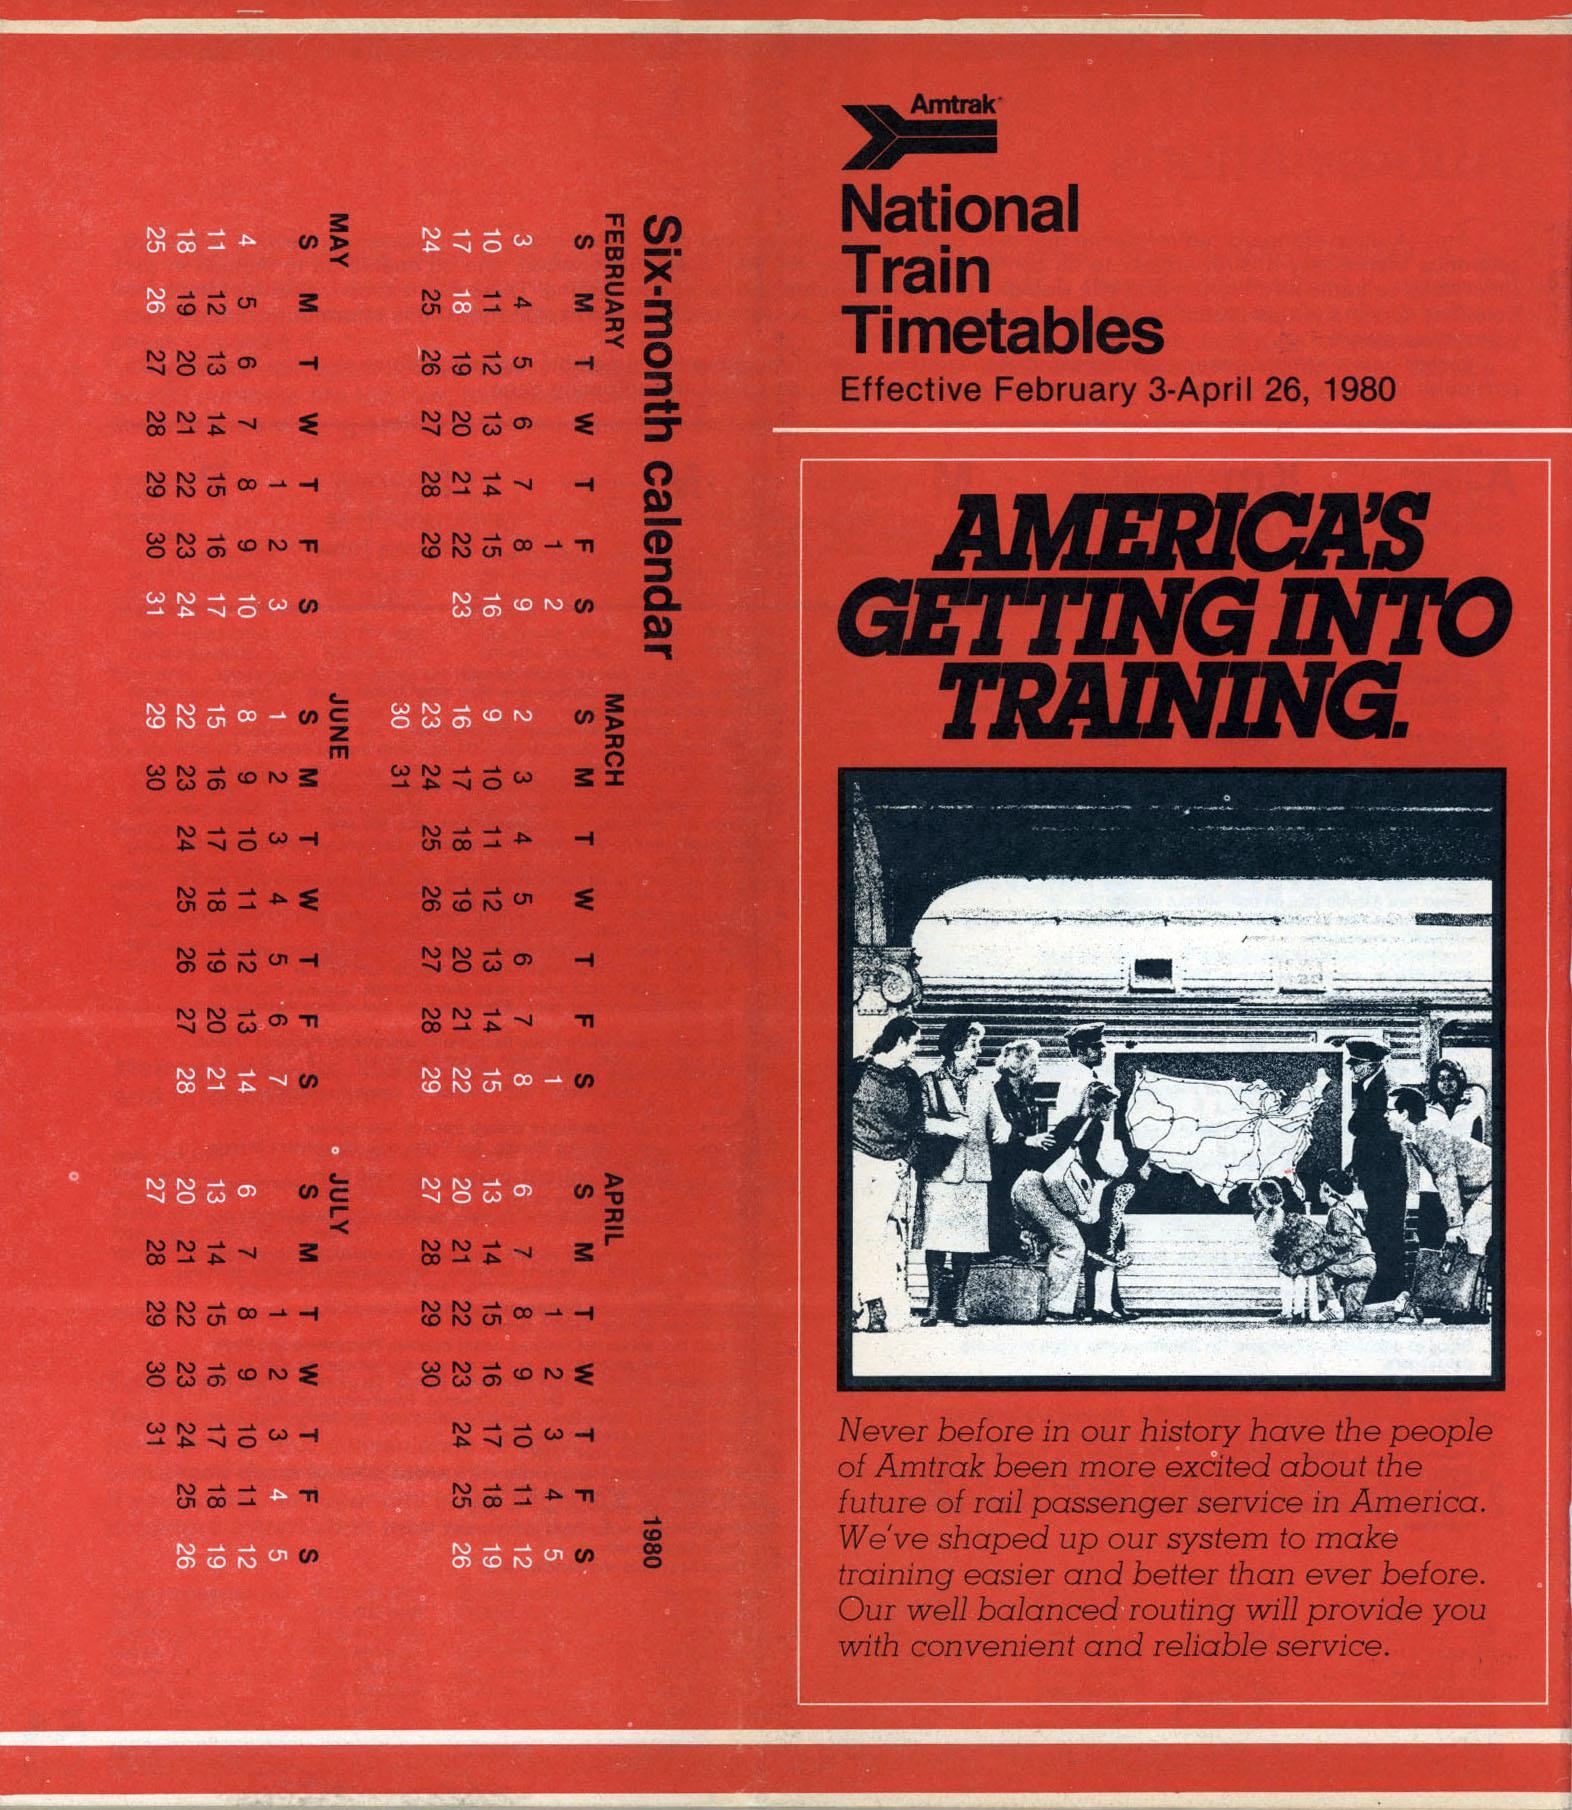 Amtrak
National
Train
Timetables
Effective February 3-April 26, 1980
AMERICA'S
GETTING INTO
TRAINING.
Never before in our history have the people
of Amtrak been more excited about the
future of rail passenger service in America.
We've shaped up our system to make
training easier and better than ever before.
Our well balanced routing will provide you
with convenient and reliable service.
Six-month calendar 1980
FEBRUARY
S M T W T F S
1 2
3 4 5 6 7 8 9
10 11 12 13 14 15 16
17 18 19 20 21 22 23
24 25 26 27 28 29
MARCH
S M T W T F S
1
2 3 4 5 6 7 8
9 10 11 12 13 14 15
16 17 18 19 20 21 22
23 24 25 26 27 28 29
30 31
APRIL
S M T W T F S
1 2 3 4 5
6 7 8 9 10 11 12
13 14 15 16 17 18 19
20 21 22 23 24 25 26
27 28 29 30
MAY
S M T W T F S
1 2 3
4 5 6 7 8 9 10
11 12 13 14 15 16 17
18 19 20 21 22 23 24
25 26 27 28 29 30 31
JUNE
S M T W T F S
1 2 3 4 5 6 7
8 9 10 11 12 13 14
15 16 17 18 19 20 21
22 23 24 25 26 27 28
29 30
JULY
S M T W T F S
1 2 3 4 5
6 7 8 9 10 11 12
13 14 15 16 17 18 19
20 21 22 23 24 25 26
27 28 29 30 31